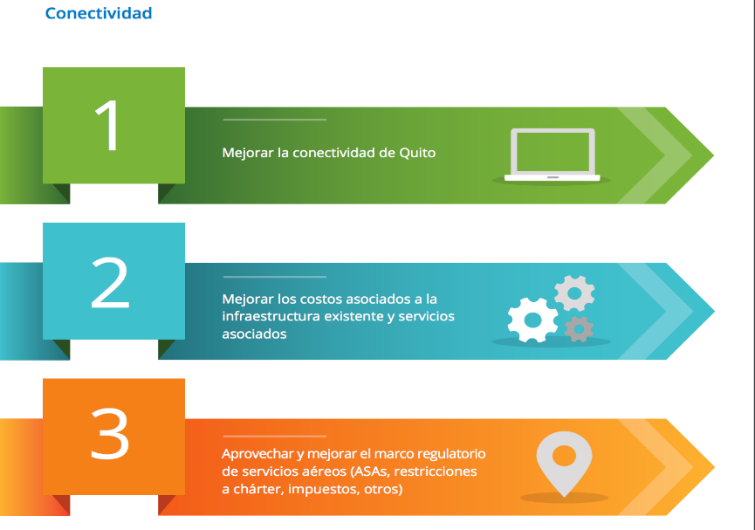 Conectividad
1
Mejorar la conectividad de Quito
2
Mejorar los costos asociados a la
infraestructura existente y servicios
asociados
3
Aprovechar y mejorar el marco regulatorio
de servicios aéreos (ASAs, restricciones
a chárter, impuestos, otros)